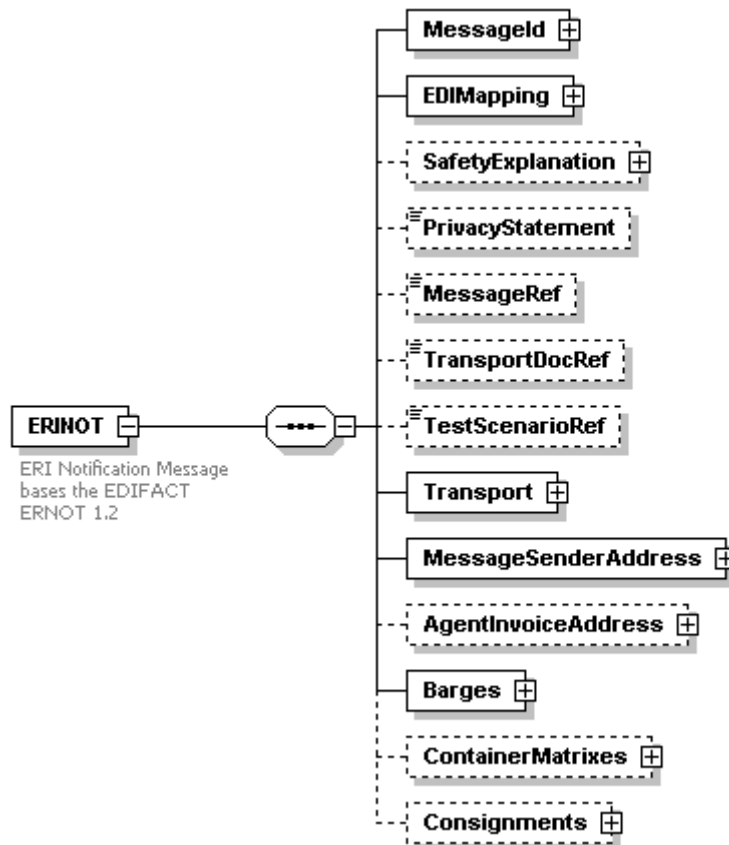 MessageId
EDIMapping
SafetyExplanation
PrivacyStatement
MessageRef
TransportDocRef
ERINOT
TestScenarioRef
ERI Notification Message
bases the EDIFACT
ERNOT 1.2
Transport
MessageSenderAddress
AgentInvoiceAddress
Barges
ContainerMatrixes
Consignments